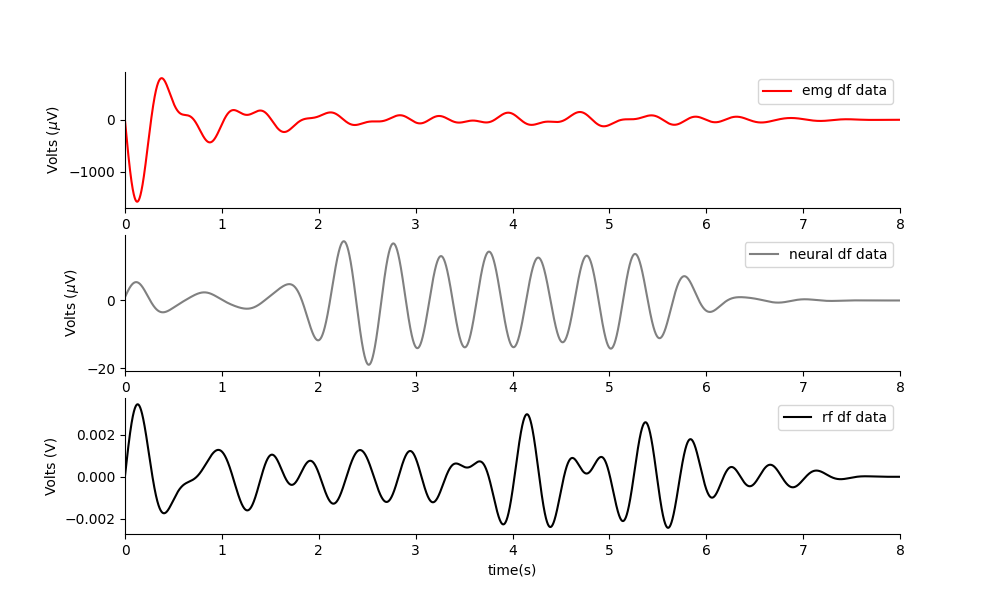 emg df data
Volts (μV)
0
−1000
0 1 2 3 4 5 6 7 8
neural df data
Volts (μV)
0
−20
0 1 2 3 4 5 6 7 8
rf df data
Volts (V)
0.002
0.000
−0.002
0 1 2 3 4 5 6 7 8
time(s)